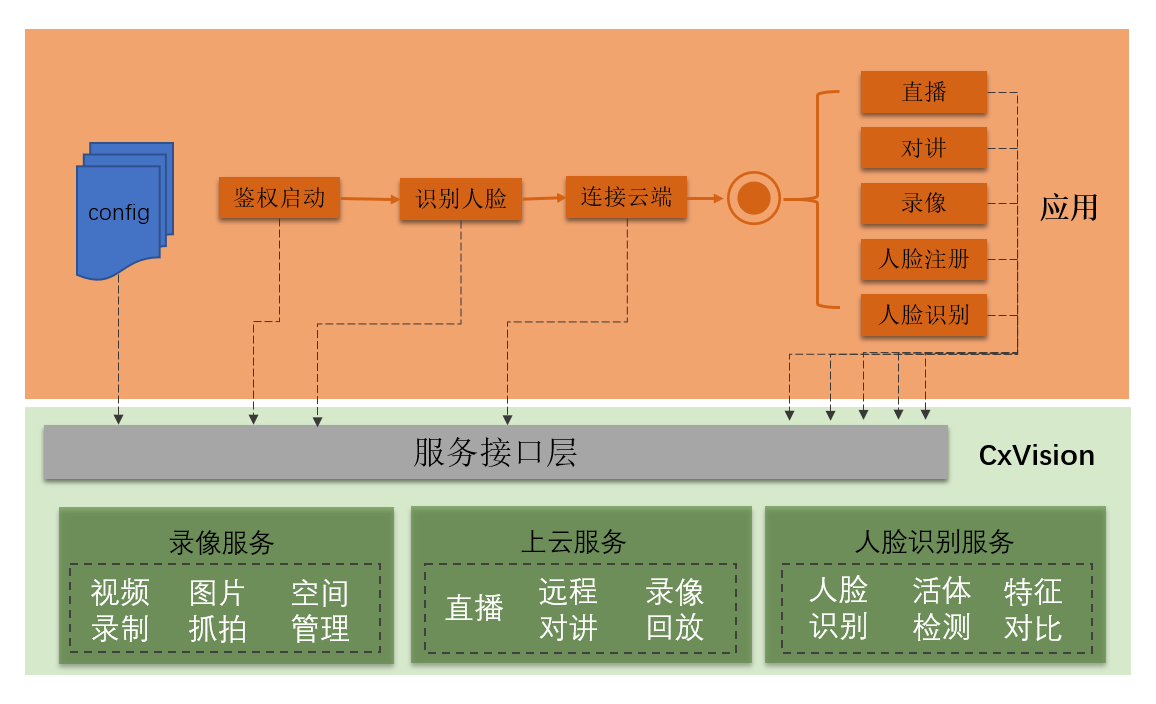 config
鉴权启动
识别人脸
连接云端
直播
对讲
录像
人脸注册
人脸识别
应用
服务接口层
CxVision
录像服务
视频
录制
图片
抓拍
空间
管理
上云服务
直播
远程
对讲
录像
回放
人脸识别服务
人脸
识别
活体
检测
特征
对比